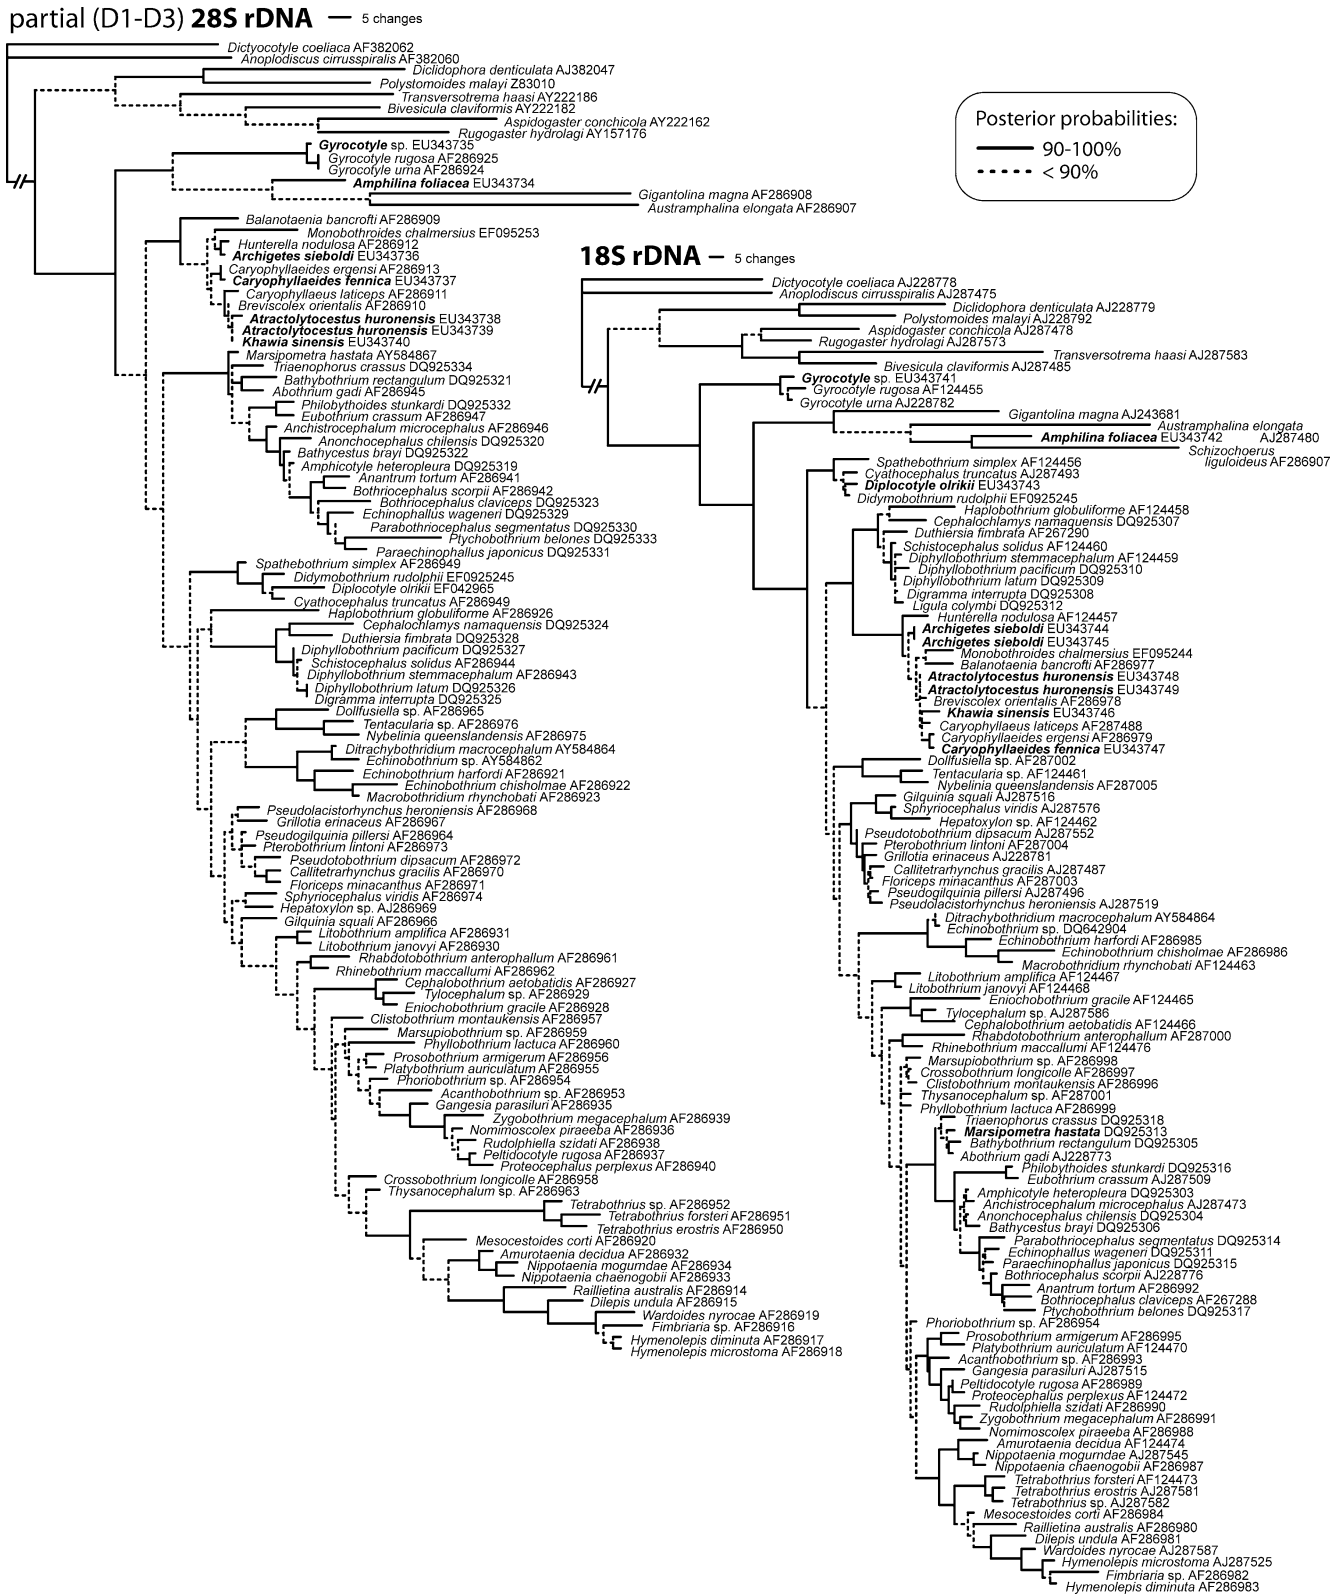 partial (D1-D3) 28S rDNA — 5 changes
Dictyocotyle coeliaca AF382062
Anoplodiscus cirrusspiralis AF382060
Diclidophora denticulata AJ382047
Polystomoides malayi Z83010
Transversotrema haasi AY222186
Bivesicula claviformis AY222182
Aspidogaster conchicola AY222162
Rugogaster hydrolagi AY157176
Gyrocotyle sp. EU343735
Gyrocotyle rugosa AF286925
Gyrocotyle urna AF286924
Amphilina foliacea EU343734
Gigantolina magna AF286908
Austramphalina elongata AF286907
Balanotaenia bancrofti AF286909
Monobothroides chalmersius EF095253
Hunterella nodulosa AF286912
Archigetes sieboldi EU343736
Caryophyllaeides ergensi AF286913
Caryophyllaeides fennica EU343737
Caryophyllaeus laticeps AF286911
Breviscolex orientalis AF286910
Atractolytocestus huronensis EU343738
Atractolytocestus huronensis EU343739
Khawia sinensis EU343740
Marsipometra hastata AY584867
Triaenophorus crassus DQ925334
Bathybothrium rectangulum DQ925321
Abothrium gadi AF286945
Philobythoides stunkardi DQ925332
Eubothrium crassum AF286947
Anchistrocephalus microcephalus AF286946
Anonchocephalus chilensis DQ925320
Bathycestus brayi DQ925322
Amphicotyle heteropleura DQ925319
Anantrum tortum AF286941
Bothriocephalus scorpii AF286942
Bothriocephalus claviceps DQ925323
Echinophallus wageneri DQ925329
Parabothriocephalus segmentatus DQ925330
Ptychobothrium belones DQ925333
Paraechinophallus japonicus DQ925331
Spathebothrium simplex AF286949
Didymobothrium rudolphii EF0925245
Diplocotyle olrikii EF042965
Cyathocephalus truncatus AF286949
Haplobothrium globuliforme AF286926
Cephalochlamys namaquensis DQ925324
Duthiersia fimbrata DQ925328
Diphyllobothrium pacificum DQ925327
Schistocephalus solidus AF286944
Diphyllobothrium stemmacephalum AF286943
Diphyllobothrium latum DQ925326
Digramma interrupta DQ925325
Dollfusiella sp. AF286965
Tentacularia sp. AF286976
Nybelinia queenslandensis AF286975
Ditrachybothridium macrocephalum AY584864
Echinobothrium sp. AY584862
Echinobothrium harfordi AF286921
Echinobothrium chisholmae AF286922
Macrobothridium rhynchobati AF286923
Pseudolacistorhynchus heroniensis AF286968
Grillotia erinaceus AF286967
Pseudogilquinia pillersi AF286964
Pterobothrium lintoni AF286973
Pseudotobothrium dipsacum AF286972
Callitetrarhynchus gracilis AF286970
Floriceps minacanthus AF286971
Sphyriocephalus viridis AF286974
Hepatoxylon sp. AJ286969
Gilquinia squali AF286966
Litobothrium amplifica AF286931
Litobothrium janovyi AF286930
Rhabdotobothrium anterophallum AF286961
Rhinebothrium maccallumi AF286962
Cephalobothrium aetobatidis AF286927
Tylocephalum sp. AF286929
Eniochobothrium gracile AF286928
Clistobothrium montaukensis AF286957
Marsupiobothrium sp. AF286959
Phyllobothrium lactuca AF286960
Prosobothrium armigerum AF286956
Platybothrium auriculatum AF286955
Phoriobothrium sp. AF286954
Acanthobothrium sp. AF286953
Gangesia parasiluri AF286935
Zygobothrium megacephalum AF286939
Nomimoscolex piraeeba AF286936
Rudolphiella szidati AF286938
Peltidocotyle rugosa AF286937
Proteocephalus perplexus AF286940
Crossobothrium longicolle AF286958
Thysanocephalum sp. AF286963
Tetrabothrius sp. AF286952
Tetrabothrius forsteri AF286951
Tetrabothrius erostris AF286950
Mesocestoides corti AF286920
Amurotaenia decidua AF286932
Nippotaenia mogurndae AF286934
Nippotaenia chaenogobii AF286933
Raillietina australis AF286914
Dilepis undula AF286915
Wardoides nyrocae AF286919
Fimbriaria sp. AF286916
Hymenolepis diminuta AF286917
Hymenolepis microstoma AF286918
Posterior probabilities:
90-100%
< 90%
18S rDNA — 5 changes
Dictyocotyle coeliaca AJ228778
Anoplodiscus cirrusspiralis AJ287475
Diclidophora denticulata AJ228779
Polystomoides malayi AJ228792
Aspidogaster conchicola AJ287478
Rugogaster hydrolagi AJ287573
Transversotrema haasi AJ287583
Bivesicula claviformis AJ287485
Gyrocotyle sp. EU343741
Gyrocotyle rugosa AF124455
Gyrocotyle urna AJ228782
Gigantolina magna AJ243681
Austramphalina elongata
Amphilina foliacea EU343742 AJ287480
Schizochoerus
liguloideus AF286907
Spathebothrium simplex AF124456
Cyathocephalus truncatus AJ287493
Diplocotyle olrikii EU343743
Didymobothrium rudolphii EF0925245
Haplobothrium globuliforme AF124458
Cephalochlamys namaquensis DQ925307
Duthiersia fimbrata AF267290
Schistocephalus solidus AF124460
Diphyllobothrium stemmacephalum AF124459
Diphyllobothrium pacificum DQ925310
Diphyllobothrium latum DQ925309
Digramma interrupta DQ925308
Ligula colymbi DQ925312
Hunterella nodulosa AF124457
Archigetes sieboldi EU343744
Archigetes sieboldi EU343745
Monobothroides chalmersius EF095244
Balanotaenia bancrofti AF286977
Atractolytocestus huronensis EU343748
Atractolytocestus huronensis EU343749
Breviscolex orientalis AF286978
Khawia sinensis EU343746
Caryophyllaeus laticeps AF287488
Caryophyllaeides ergensi AF286979
Caryophyllaeides fennica EU343747
Dollfusiella sp. AF287002
Tentacularia sp. AF124461
Nybelinia queenslandensis AF287005
Gilquinia squali AJ287516
Sphyriocephalus viridis AJ287576
Hepatoxylon sp. AF124462
Pseudotobothrium dipsacum AJ287552
Pterobothrium lintoni AF287004
Grillotia erinaceus AJ228781
Callitetrarhynchus gracilis AJ287487
Floriceps minacanthus AF287003
Pseudogilquinia pillersi AJ287496
Pseudolacistorhynchus heroniensis AJ287519
Ditrachybothridium macrocephalum AY584864
Echinobothrium sp. DQ642904
Echinobothrium harfordi AF286985
Echinobothrium chisholmae AF286986
Macrobothridium rhynchobati AF124463
Litobothrium amplifica AF124467
Litobothrium janovyi AF124468
Eniochobothrium gracile AF124465
Tylocephalum sp. AJ287586
Cephalobothrium aetobatidis AF124466
Rhabdotobothrium anterophallum AF287000
Rhinebothrium maccallumi AF124476
Marsupiobothrium sp. AF286998
Crossobothrium longicolle AF286997
Clistobothrium montaukensis AF286996
Thysanocephalum sp. AF287001
Phyllobothrium lactuca AF286999
Triaenophorus crassus DQ925318
Marsipometra hastata DQ925313
Bathybothrium rectangulum DQ925305
Abothrium gadi AJ228773
Philobythoides stunkardi DQ925316
Eubothrium crassum AJ287509
Amphicotyle heteropleura DQ925303
Anchistrocephalus microcephalus AJ287473
Anonchocephalus chilensis DQ925304
Bathycestus brayi DQ925306
Parabothriocephalus segmentatus DQ925314
Echinophallus wageneri DQ925311
Paraechinophallus japonicus DQ925315
Bothriocephalus scorpii AJ228776
Anantrum tortum AF286992
Bothriocephalus claviceps AF267288
Ptychobothrium belones DQ925317
Phoriobothrium sp. AF286954
Prosobothrium armigerum AF286995
Platybothrium auriculatum AF124470
Acanthobothrium sp. AF286993
Gangesia parasiluri AJ287515
Peltidocotyle rugosa AF286989
Proteocephalus perplexus AF124472
Rudolphiella szidati AF286990
Zygobothrium megacephalum AF286991
Nomimoscolex piraeeba AF286988
Amurotaenia decidua AF124474
Nippotaenia mogurndae AJ287545
Nippotaenia chaenogobii AF286987
Tetrabothrius forsteri AF124473
Tetrabothrius erostris AJ287581
Tetrabothrius sp. AJ287582
Mesocestoides corti AF286984
Raillietina australis AF286980
Dilepis undula AF286981
Wardoides nyrocae AJ287587
Hymenolepis microstoma AJ287525
Fimbriaria sp. AF286982
Hymenolepis diminuta AF286983